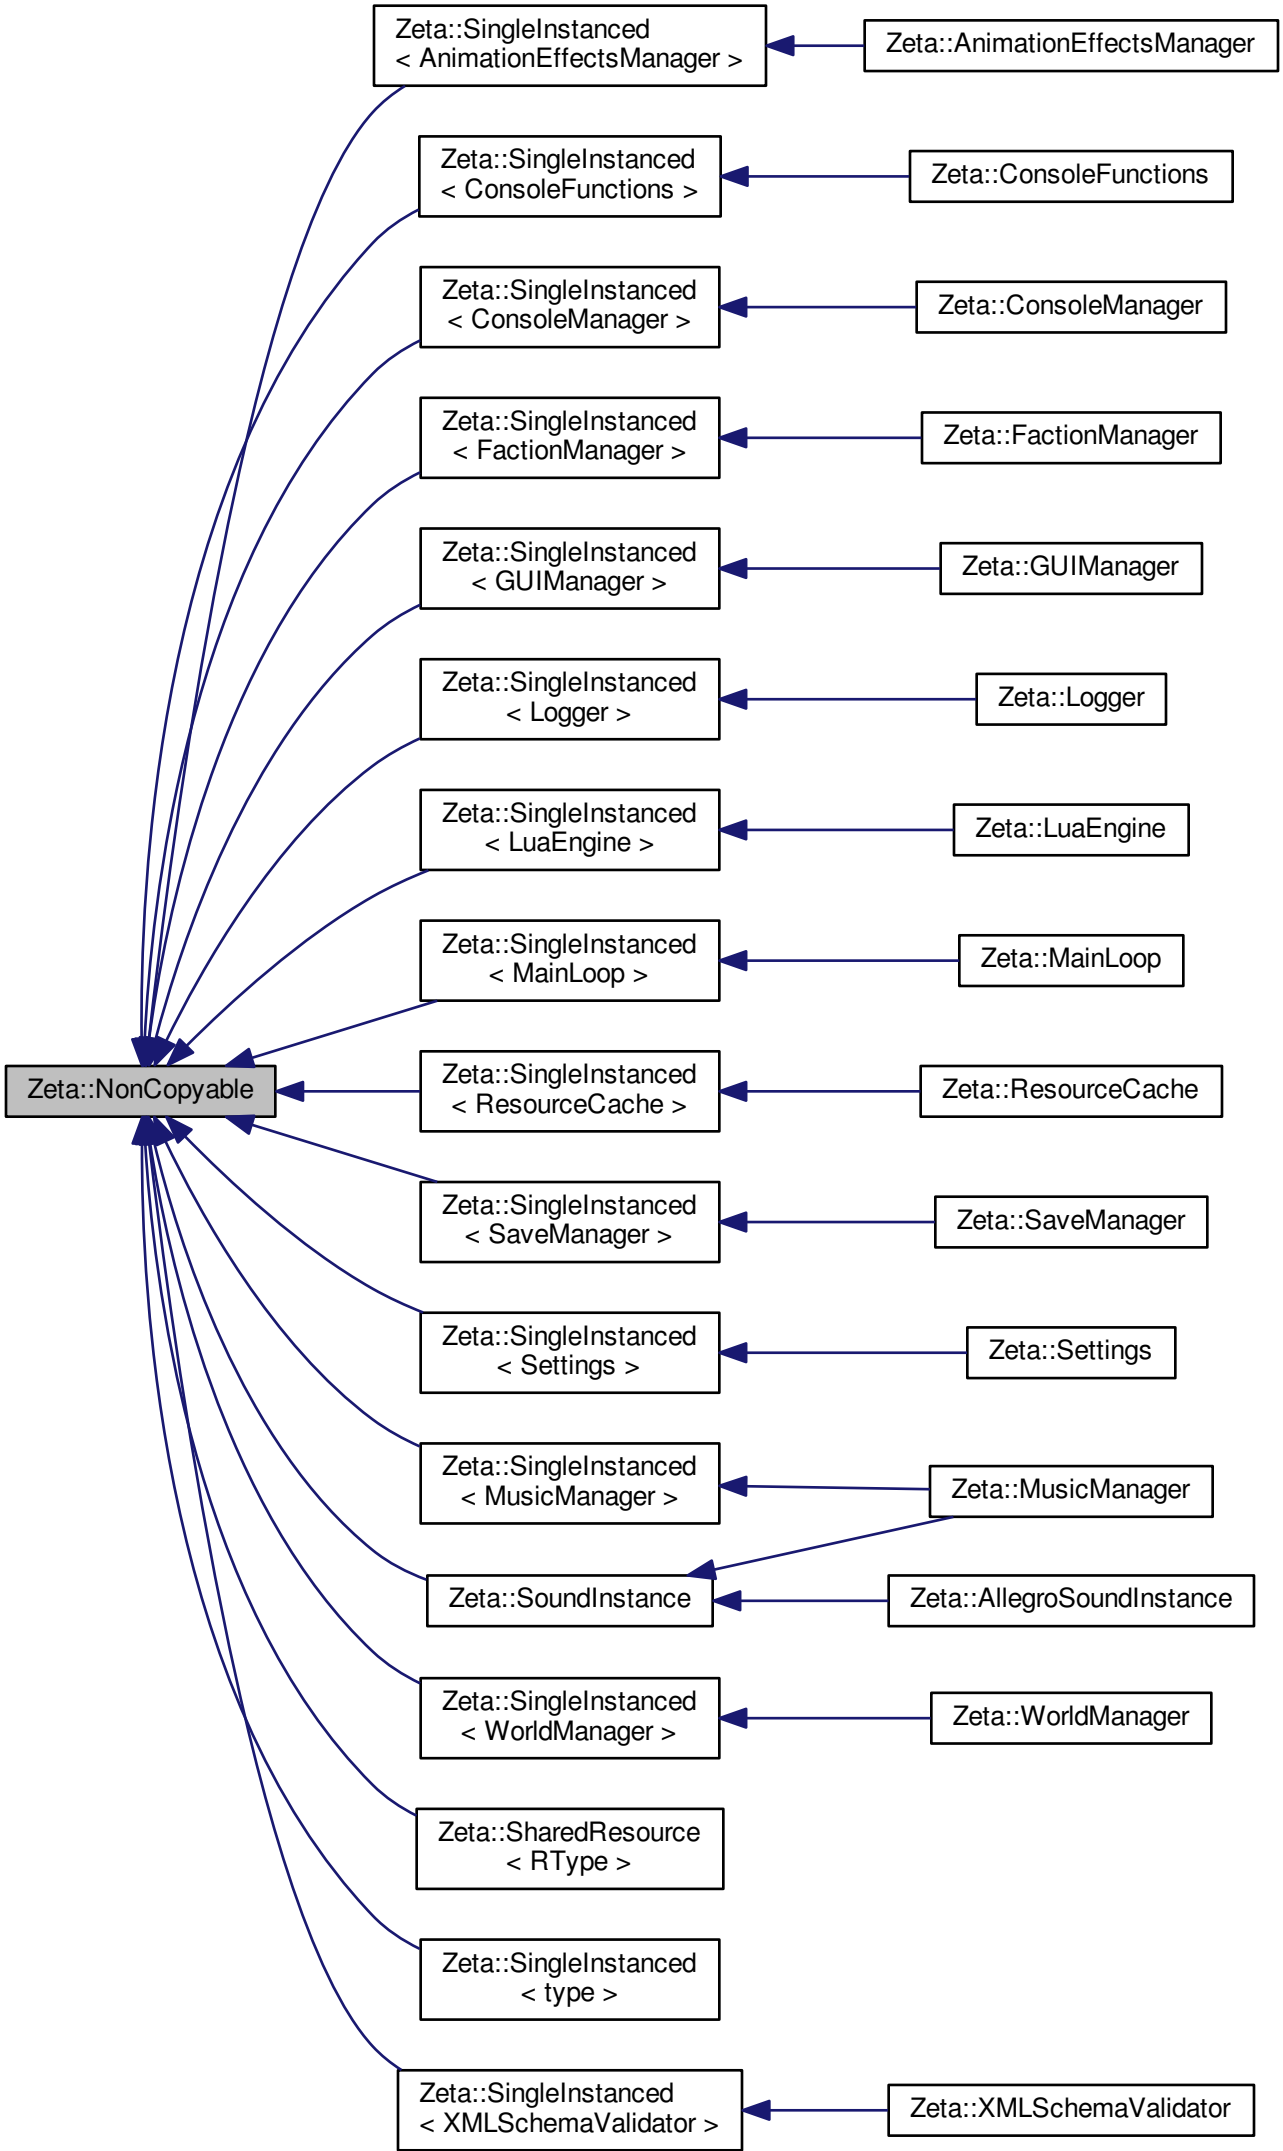 Zeta::SingleInstanced
< AnimationEffectsManager >
Zeta::AnimationEffectsManager
Zeta::SingleInstanced
< ConsoleFunctions >
Zeta::ConsoleFunctions
Zeta::SingleInstanced
< ConsoleManager >
Zeta::ConsoleManager
Zeta::SingleInstanced
< FactionManager >
Zeta::FactionManager
Zeta::SingleInstanced
< GUIManager >
Zeta::GUIManager
Zeta::SingleInstanced
< Logger >
Zeta::Logger
Zeta::SingleInstanced
< LuaEngine >
Zeta::LuaEngine
Zeta::SingleInstanced
< MainLoop >
Zeta::MainLoop
Zeta::NonCopyable
Zeta::SingleInstanced
< ResourceCache >
Zeta::ResourceCache
Zeta::SingleInstanced
< SaveManager >
Zeta::SaveManager
Zeta::SingleInstanced
< Settings >
Zeta::Settings
Zeta::SingleInstanced
< MusicManager >
Zeta::MusicManager
Zeta::SoundInstance
Zeta::AllegroSoundInstance
Zeta::SingleInstanced
< WorldManager >
Zeta::WorldManager
Zeta::SharedResource
< RType >
Zeta::SingleInstanced
< type >
Zeta::SingleInstanced
< XMLSchemaValidator >
Zeta::XMLSchemaValidator